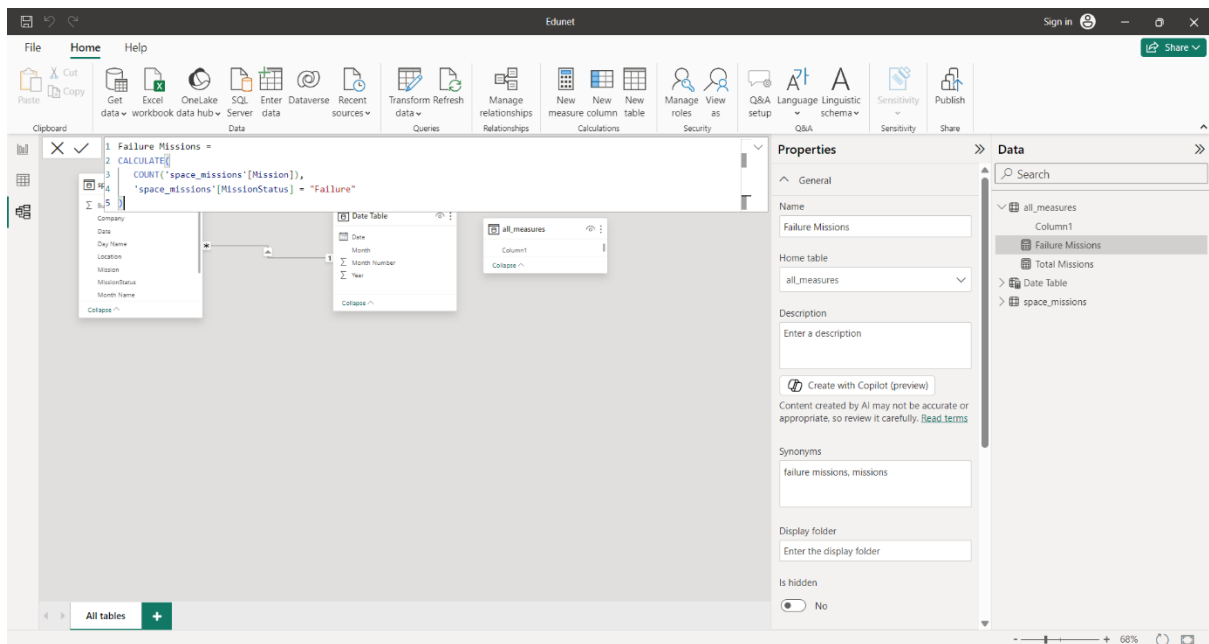 Edunet
Sign in
File
Home
Help
Share
Paste
Cut
Copy
Clipboard
Get data
Excel workbook
OneLake data hub
SQL Server
Enter data
Dataverse
Recent sources
Data
Transform data
Refresh
Queries
Manage relationships
Relationships
New measure
New column
New table
Calculations
Manage roles
View as
Security
Q&A setup
Language
Linguistic schema
Q&A
Sensitivity
Sensitivity
Publish
Share
1 Failure Missions =
2 CALCULATE(
3 COUNT('space_missions'[Mission]),
4 'space_missions'[MissionStatus] = "Failure"
5 )
Company
Date
Day Name
Location
Mission
MissionStatus
Month Name
Collapse
*
1
Date Table
Date
Month
Month Number
Year
Collapse
all_measures
Column1
Collapse
Properties
General
Name
Failure Missions
Home table
all_measures
Description
Enter a description
Create with Copilot (preview)
Content created by AI may not be accurate or
appropriate, so review it carefully. Read terms
Synonyms
failure missions, missions
Display folder
Enter the display folder
Is hidden
No
Data
Search
all_measures
Column1
Failure Missions
Total Missions
Date Table
space_missions
All tables
+
- + 68%